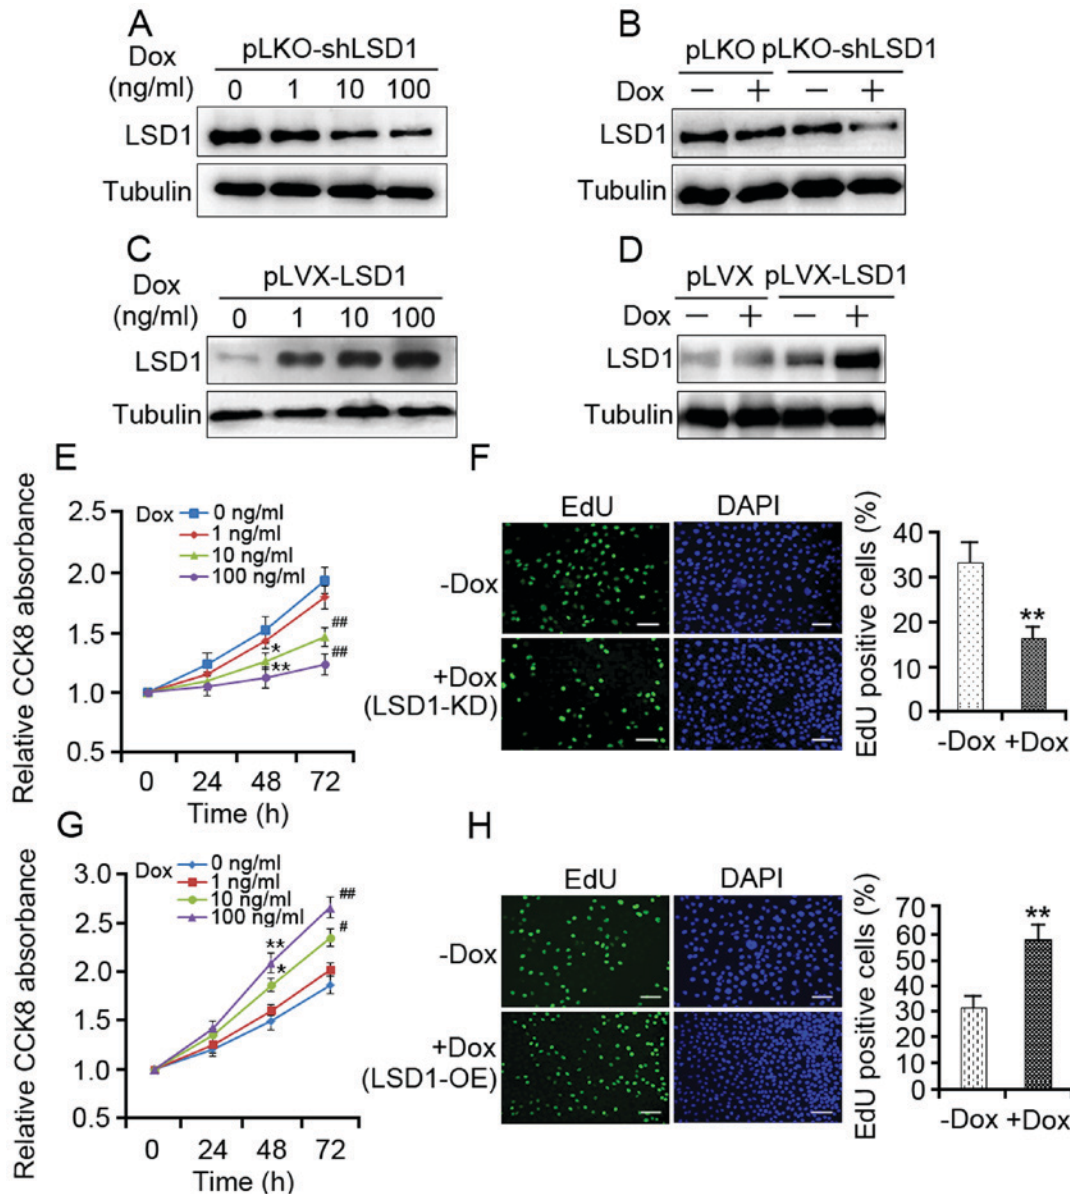 A
Dox
(ng/ml)
pLKO-shLSD1
0 1 10 100
LSD1
Tubulin
B
pLKO pLKO-shLSD1
Dox − + − +
LSD1
Tubulin
C
Dox
(ng/ml)
pLVX-LSD1
0 1 10 100
LSD1
Tubulin
D
pLVX pLVX-LSD1
Dox − + − +
LSD1
Tubulin
E
Relative CCK8 absorbance
2.5
2.0
1.5
1.0
0.5
Dox
0 ng/ml
1 ng/ml
10 ng/ml
100 ng/ml
*
**
##
##
0 24 48 72
Time (h)
F
EdU DAPI
-Dox
+Dox
(LSD1-KD)
EdU positive cells (%)
40
30
20
10
0
**
-Dox +Dox
G
Relative CCK8 absorbance
3.0
2.5
2.0
1.5
1.0
0.5
Dox
0 ng/ml
1 ng/ml
10 ng/ml
100 ng/ml
**
*
##
#
0 24 48 72
Time (h)
H
EdU DAPI
-Dox
+Dox
(LSD1-OE)
EdU positive cells (%)
70
60
50
40
30
20
10
0
**
-Dox +Dox